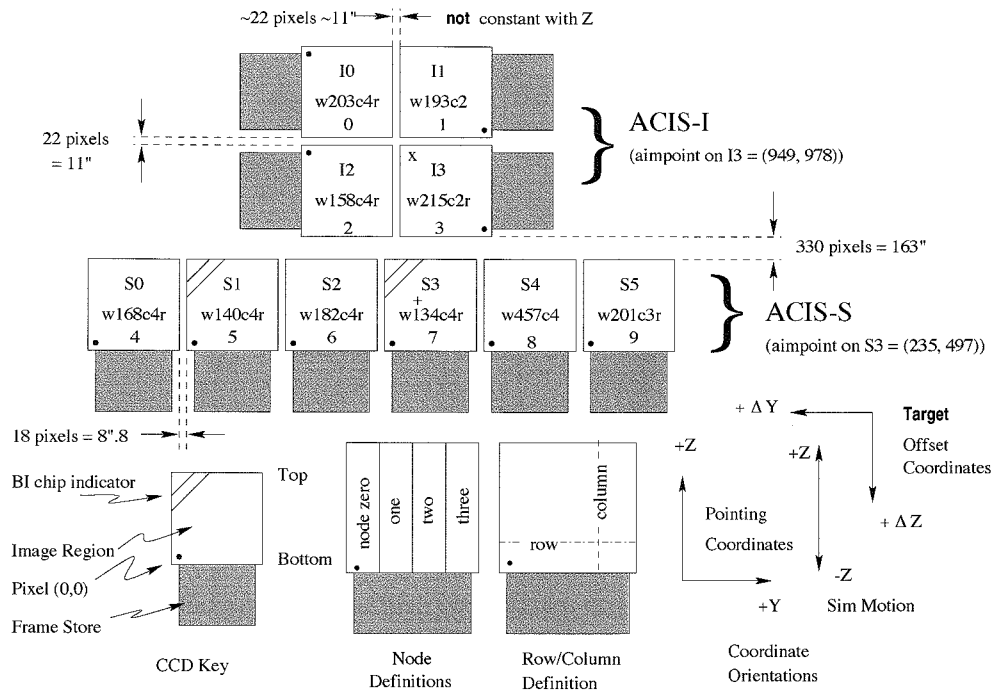 ~22 pixels ~11" not constant with Z
I0
w203c4r
0
I1
w193c2
1
22 pixels
= 11"
I2
w158c4r
2
x
I3
w215c2r
3
} ACIS-I
(aimpoint on I3 = (949, 978))
330 pixels = 163"
S0
w168c4r
4
S1
w140c4r
5
S2
w182c4r
6
S3
+
w134c4r
7
S4
w457c4
8
S5
w201c3r
9
} ACIS-S
(aimpoint on S3 = (235, 497))
18 pixels = 8".8
BI chip indicator
Image Region
Pixel (0,0)
Frame Store
CCD Key
Top
Bottom
node zero
one
two
three
Node
Definitions
column
row
Row/Column
Definition
+ Δ Y
Target
Offset
Coordinates
+ Δ Z
+Z
Pointing
Coordinates
+Y
+Z
-Z
Sim Motion
Coordinate
Orientations